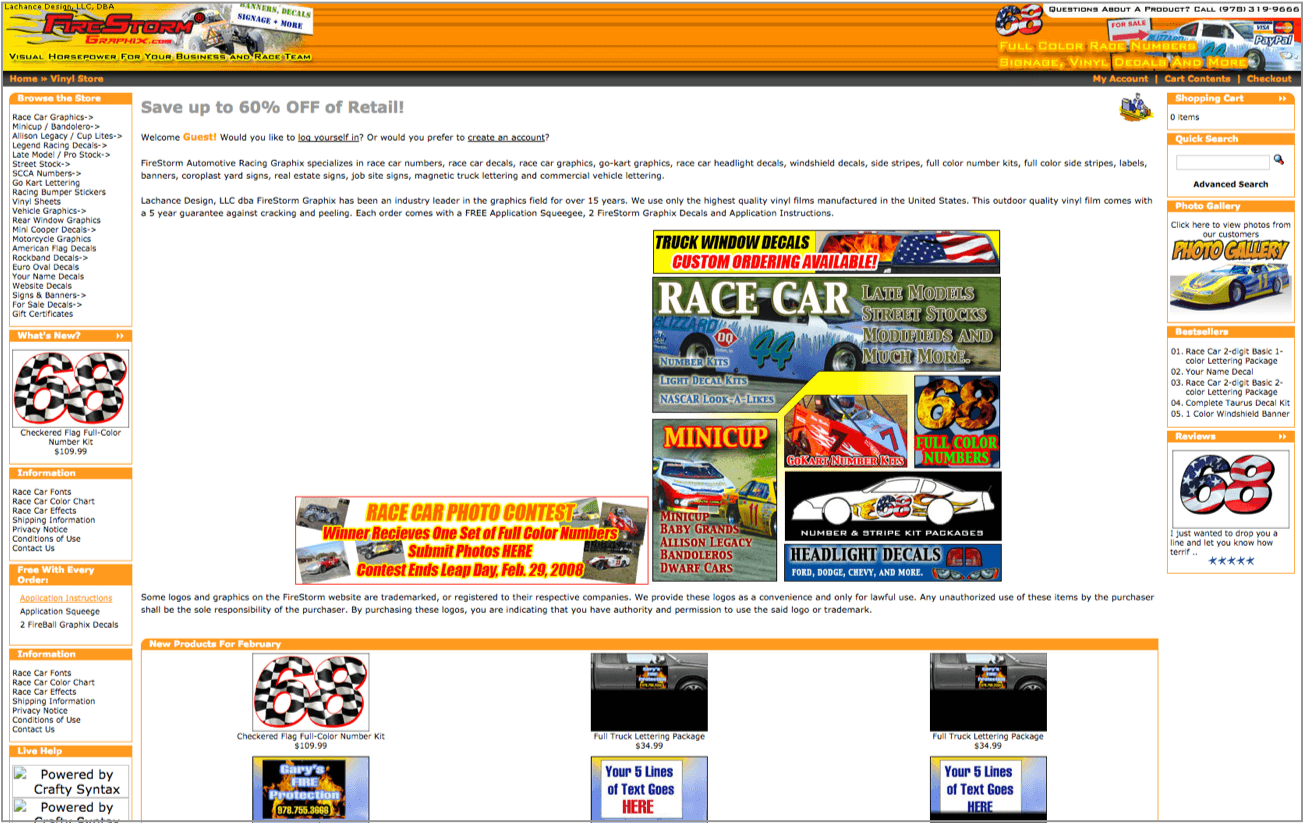 Lachance Design, LLC, DBA
FireStorm
Graphix.com
Visual Horsepower For Your Business and Race Team
BANNERS, DECALS
SIGNAGE + MORE
68
Questions About A Product? Call (978) 319-9666
FOR SALE
VISA
PayPal
BLIZZARD
44
Full Color Race Numbers
Signage, Vinyl Decals And More
Home » Vinyl Store
My Account | Cart Contents | Checkout
Browse the Store
Race Car Graphics->
Minicup / Bandolero->
Allison Legacy / Cup Lites->
Legend Racing Decals->
Late Model / Pro Stock->
Street Stock->
SCCA Numbers->
Go Kart Lettering
Racing Bumper Stickers
Vinyl Sheets
Vehicle Graphics->
Rear Window Graphics
Mini Cooper Decals->
Motorcycle Graphics
American Flag Decals
Rockband Decals->
Euro Oval Decals
Your Name Decals
Website Decals
Signs & Banners->
For Sale Decals->
Gift Certificates
What's New?
68
Checkered Flag Full-Color
Number Kit
$109.99
Information
Race Car Fonts
Race Car Color Chart
Race Car Effects
Shipping Information
Privacy Notice
Conditions of Use
Contact Us
Free With Every
Order:
Application Instructions
Application Squeege
2 FireBall Graphix Decals
Information
Race Car Fonts
Race Car Color Chart
Race Car Effects
Shipping Information
Privacy Notice
Conditions of Use
Contact Us
Live Help
Powered by
Crafty Syntax
Powered by
Crafty Syntax
Save up to 60% OFF of Retail!
Welcome Guest! Would you like to log yourself in? Or would you prefer to create an account?
FireStorm Automotive Racing Graphix specializes in race car numbers, race car decals, race car graphics, go-kart graphics, race car headlight decals, windshield decals, side stripes, full color number kits, full color side stripes, labels,
banners, coroplast yard signs, real estate signs, job site signs, magnetic truck lettering and commercial vehicle lettering.
Lachance Design, LLC dba FireStorm Graphix has been an industry leader in the graphics field for over 15 years. We use only the highest quality vinyl films manufactured in the United States. This outdoor quality vinyl film comes with
a 5 year guarantee against cracking and peeling. Each order comes with a FREE Application Squeegee, 2 FireStorm Graphix Decals and Application Instructions.
TRUCK WINDOW DECALS
CUSTOM ORDERING AVAILABLE!
RACE CAR
Late Models
Street Stocks
Modifieds and
Much More.
BLIZZARD
DQ
44
Number Kits
Light Decal Kits
NASCAR Look-A-Likes
MINICUP
Minicup
Baby Grands
Allison Legacy
Bandoleros
Dwarf Cars
7
GoKart Number Kits
68
FULL COLOR
NUMBERS
68
Number & Stripe Kit Packages
Headlight Decals
Ford, Dodge, Chevy, and More.
RACE CAR PHOTO CONTEST
Winner Recieves One Set of Full Color Numbers
Submit Photos HERE
Contest Ends Leap Day, Feb. 29, 2008
Some logos and graphics on the FireStorm website are trademarked, or registered to their respective companies. We provide these logos as a convenience and only for lawful use. Any unauthorized use of these items by the purchaser
shall be the sole responsibility of the purchaser. By purchasing these logos, you are indicating that you have authority and permission to use the said logo or trademark.
New Products For February
68
Checkered Flag Full-Color Number Kit
$109.99
Gary's
FIRE
Protection
Full Truck Lettering Package
$34.99
Gary's
FIRE
Protection
Full Truck Lettering Package
$34.99
Gary's
FIRE
Protection
978.755.3666
Your 5 Lines
of Text Goes
HERE
Your 5 Lines
of Text Goes
HERE
Shopping Cart
0 items
Quick Search
Advanced Search
Photo Gallery
Click here to view photos from
our customers
PHOTO GALLERY
11
Bestsellers
01. Race Car 2-digit Basic 1-
color Lettering Package
02. Your Name Decal
03. Race Car 2-digit Basic 2-
color Lettering Package
04. Complete Taurus Decal Kit
05. 1 Color Windshield Banner
Reviews
68
I just wanted to drop you a
line and let you know how
terrif ..